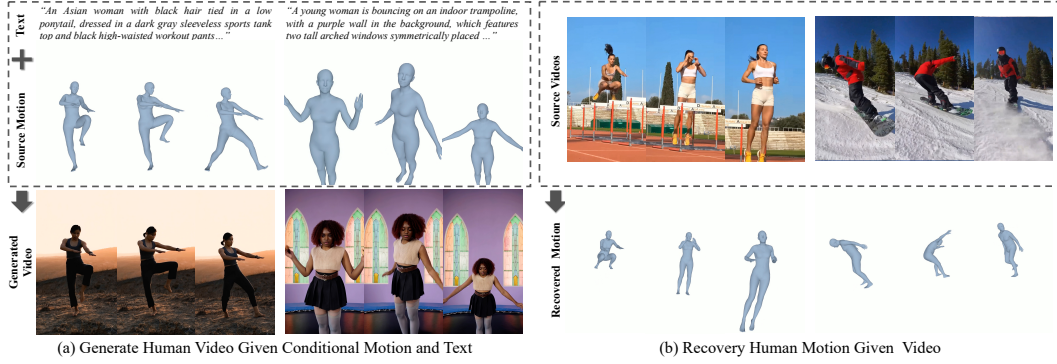 Text
“An Asian woman with black hair tied in a low
ponytail, dressed in a dark gray sleeveless sports tank
top and black high-waisted workout pants…”
“A young woman is bouncing on an indoor trampoline,
with a purple wall in the background, which features
two tall arched windows symmetrically placed …”
Source Motion
Generated
Video
(a) Generate Human Video Given Conditional Motion and Text
Source Videos
Recovered Motion
(b) Recovery Human Motion Given Video